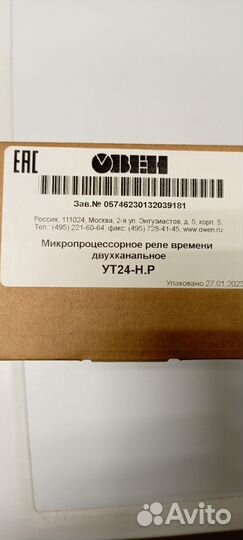 EAC
ОВЕН
Зав.№ 05746230132039181
Россия, 111024, Москва, 2-я ул. Энтузиастов, д. 5, корп. 5
Тел.: (495) 221-60-64, факс: (495) 728-41-45, www.owen.ru
Микропроцессорное реле времени
двухканальное
УТ24-Н.Р
Упаковано 27.01.2023
Avito